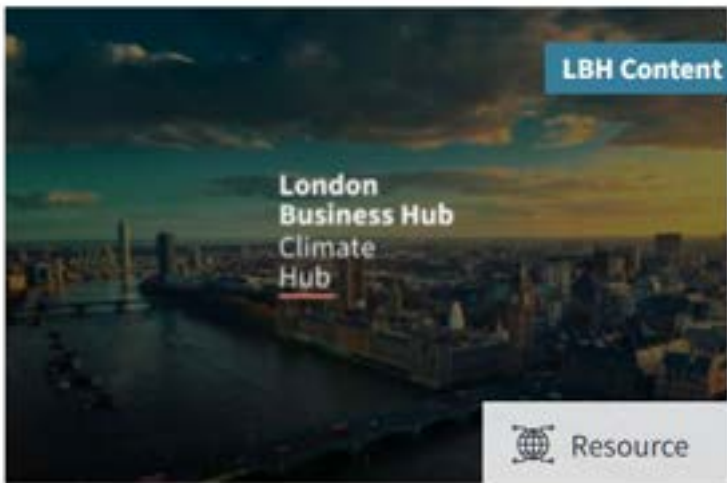 LBH Content
London
Business Hub
Climate
Hub
Resource